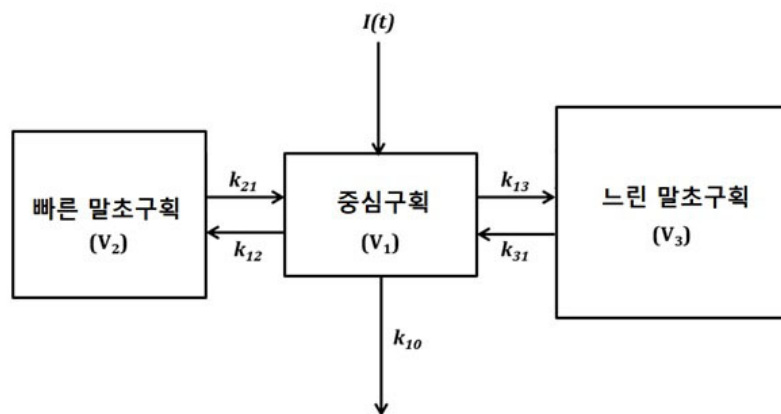 I(t)
빠른 말초구획
(V₂)
k₂₁
k₁₂
중심구획
(V₁)
k₁₃
k₃₁
느린 말초구획
(V₃)
k₁₀